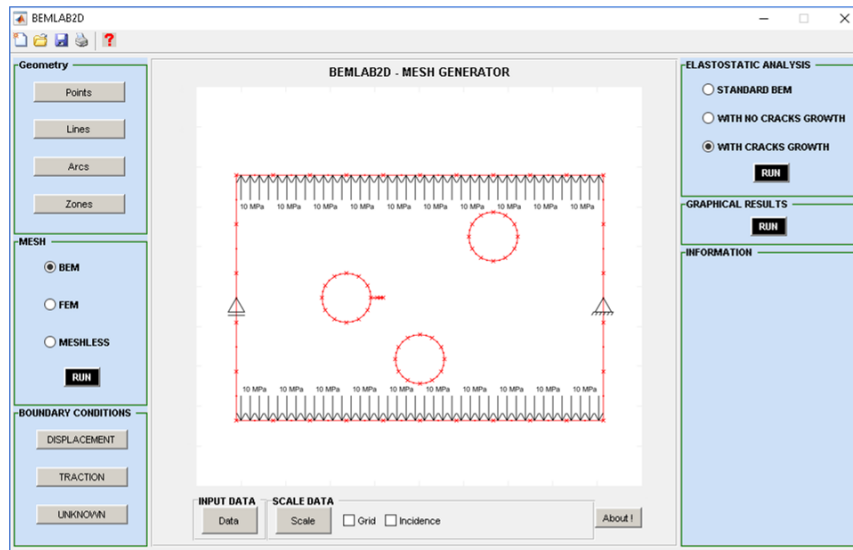 BEMLAB2D
?
Geometry
Points
Lines
Arcs
Zones
MESH
BEM
FEM
MESHLESS
RUN
BOUNDARY CONDITIONS
DISPLACEMENT
TRACTION
UNKNOWN
BEMLAB2D - MESH GENERATOR
10 MPa 10 MPa 10 MPa 10 MPa 10 MPa 10 MPa 10 MPa 10 MPa 10 MPa 10 MPa
10 MPa 10 MPa 10 MPa 10 MPa 10 MPa 10 MPa 10 MPa 10 MPa 10 MPa 10 MPa
INPUT DATA
Data
SCALE DATA
Scale
Grid
Incidence
About !
ELASTOSTATIC ANALYSIS
STANDARD BEM
WITH NO CRACKS GROWTH
WITH CRACKS GROWTH
RUN
GRAPHICAL RESULTS
RUN
INFORMATION